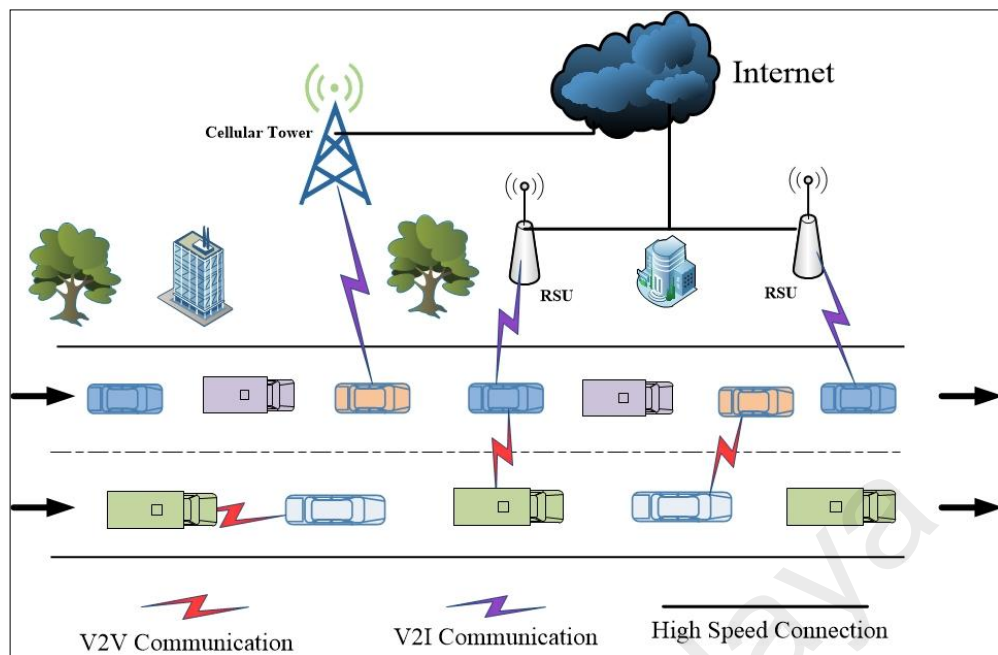 Internet
Cellular Tower
RSU
RSU
V2V Communication
V2I Communication
High Speed Connection